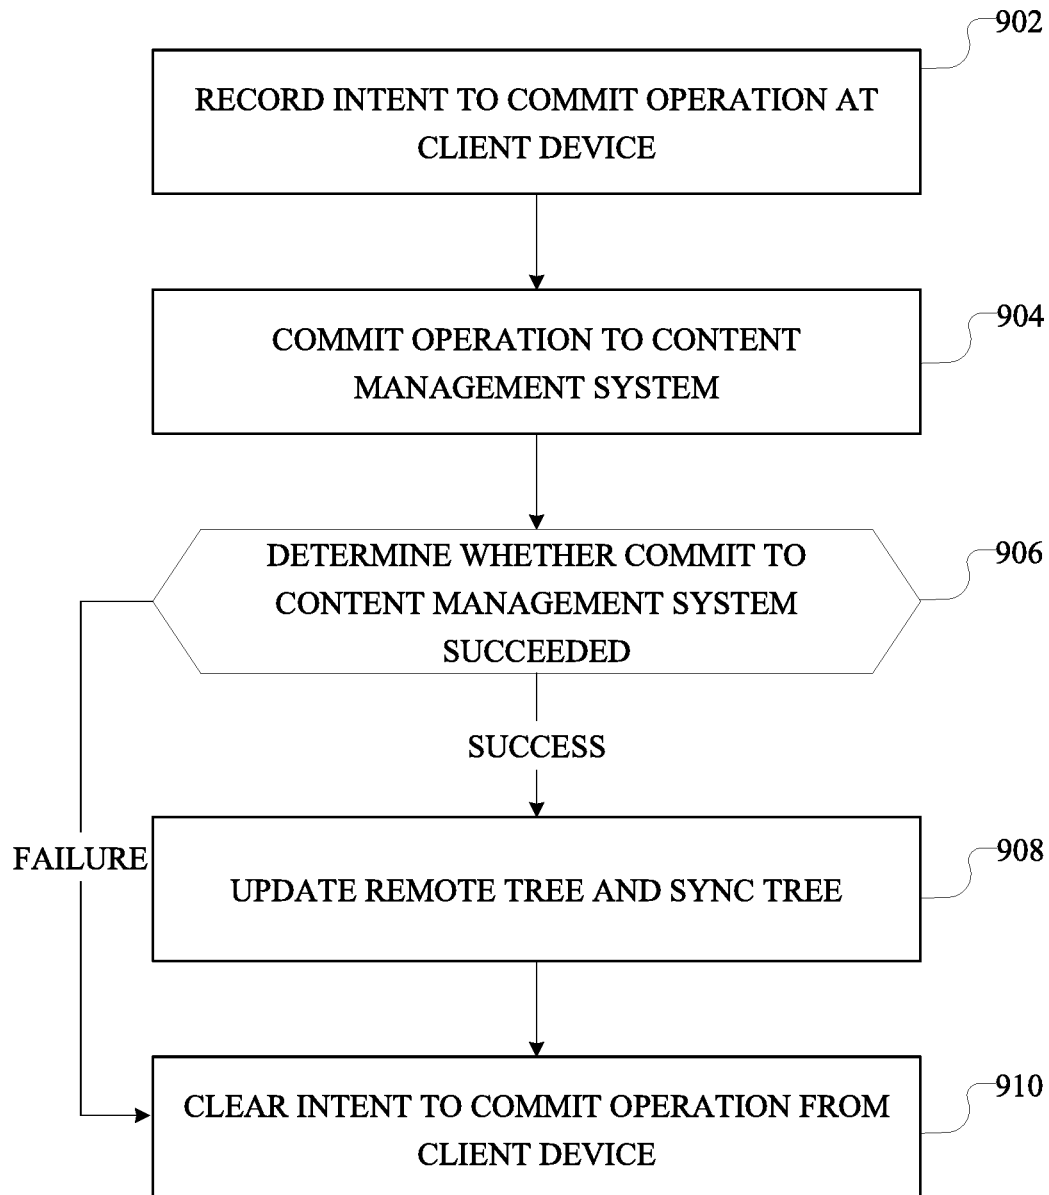 902
RECORD INTENT TO COMMIT OPERATION AT
CLIENT DEVICE
904
COMMIT OPERATION TO CONTENT
MANAGEMENT SYSTEM
906
DETERMINE WHETHER COMMIT TO
CONTENT MANAGEMENT SYSTEM
SUCCEEDED
SUCCESS
FAILURE
908
UPDATE REMOTE TREE AND SYNC TREE
910
CLEAR INTENT TO COMMIT OPERATION FROM
CLIENT DEVICE